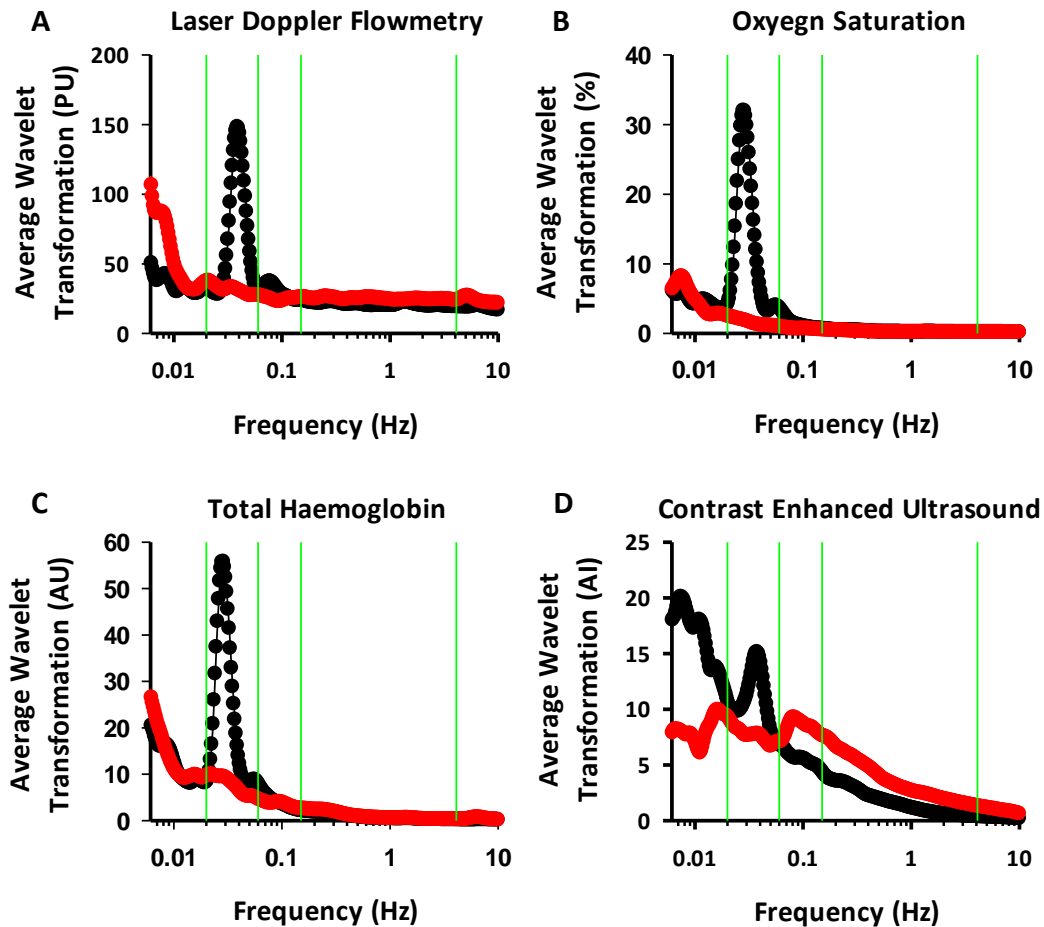 A Laser Doppler Flowmetry
Average Wavelet
Transformation (PU)
200
150
100
50
0
0.01 0.1 1 10
Frequency (Hz)
B Oxyegn Saturation
Average Wavelet
Transformation (%)
40
30
20
10
0
0.01 0.1 1 10
Frequency (Hz)
C Total Haemoglobin
Average Wavelet
Transformation (AU)
60
50
40
30
20
10
0
0.01 0.1 1 10
Frequency (Hz)
D Contrast Enhanced Ultrasound
Average Wavelet
Transformation (AI)
25
20
15
10
5
0
0.01 0.1 1 10
Frequency (Hz)